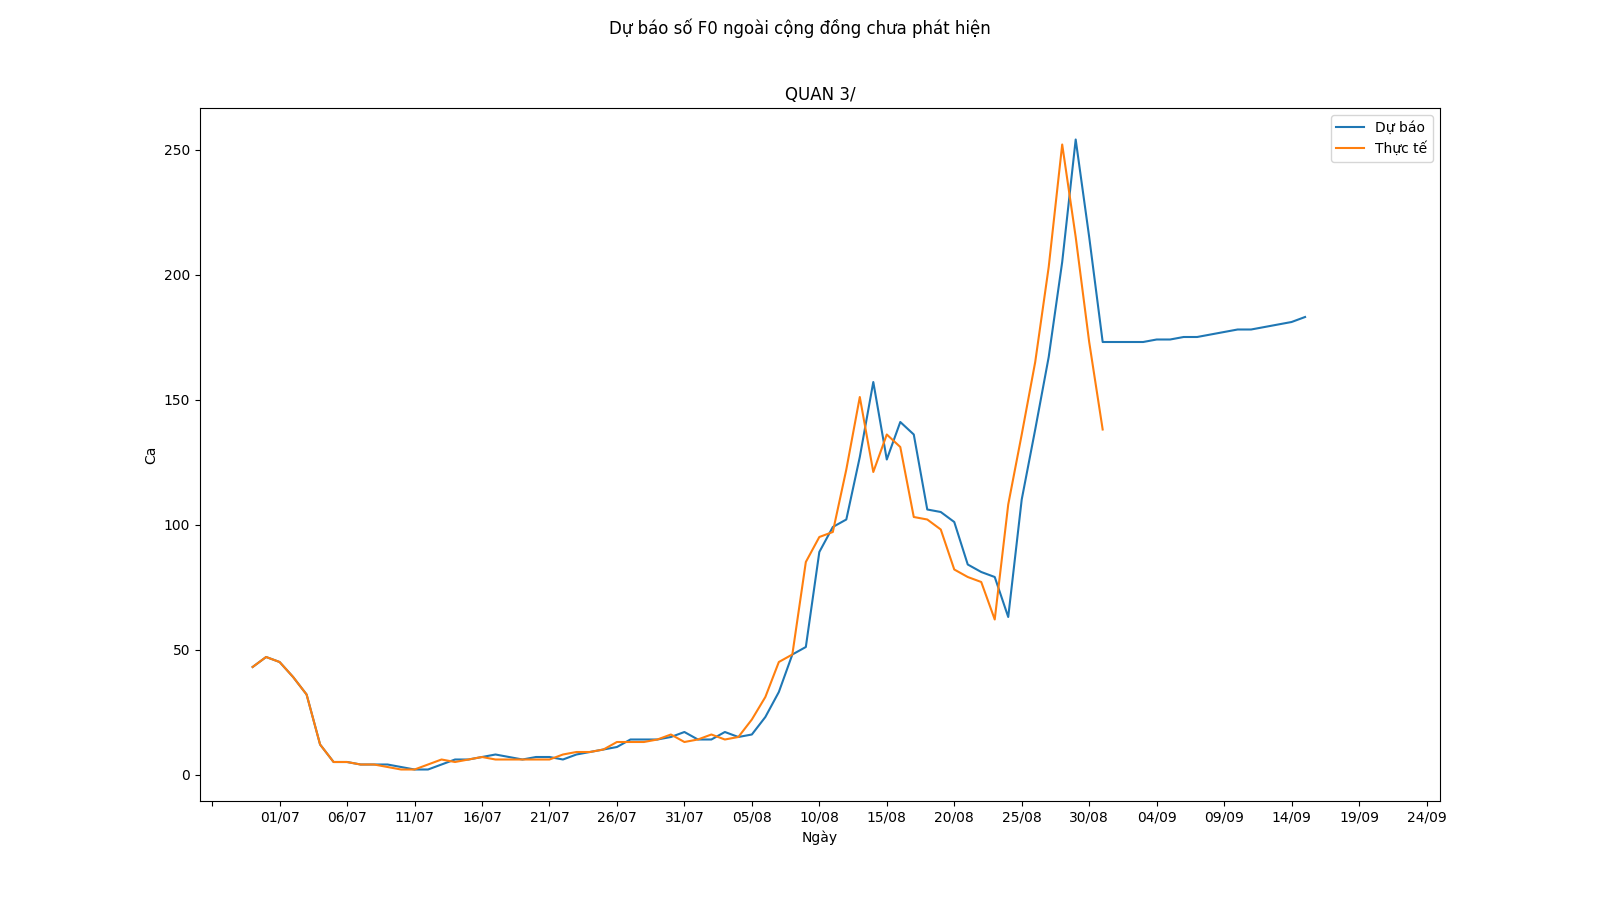 Dự báo số F0 ngoài cộng đồng chưa phát hiện
QUAN 3/
Dự báo
Thực tế
250
200
150
100
50
0
Ca
01/07 06/07 11/07 16/07 21/07 26/07 31/07 05/08 10/08 15/08 20/08 25/08 30/08 04/09 09/09 14/09 19/09 24/09
Ngày